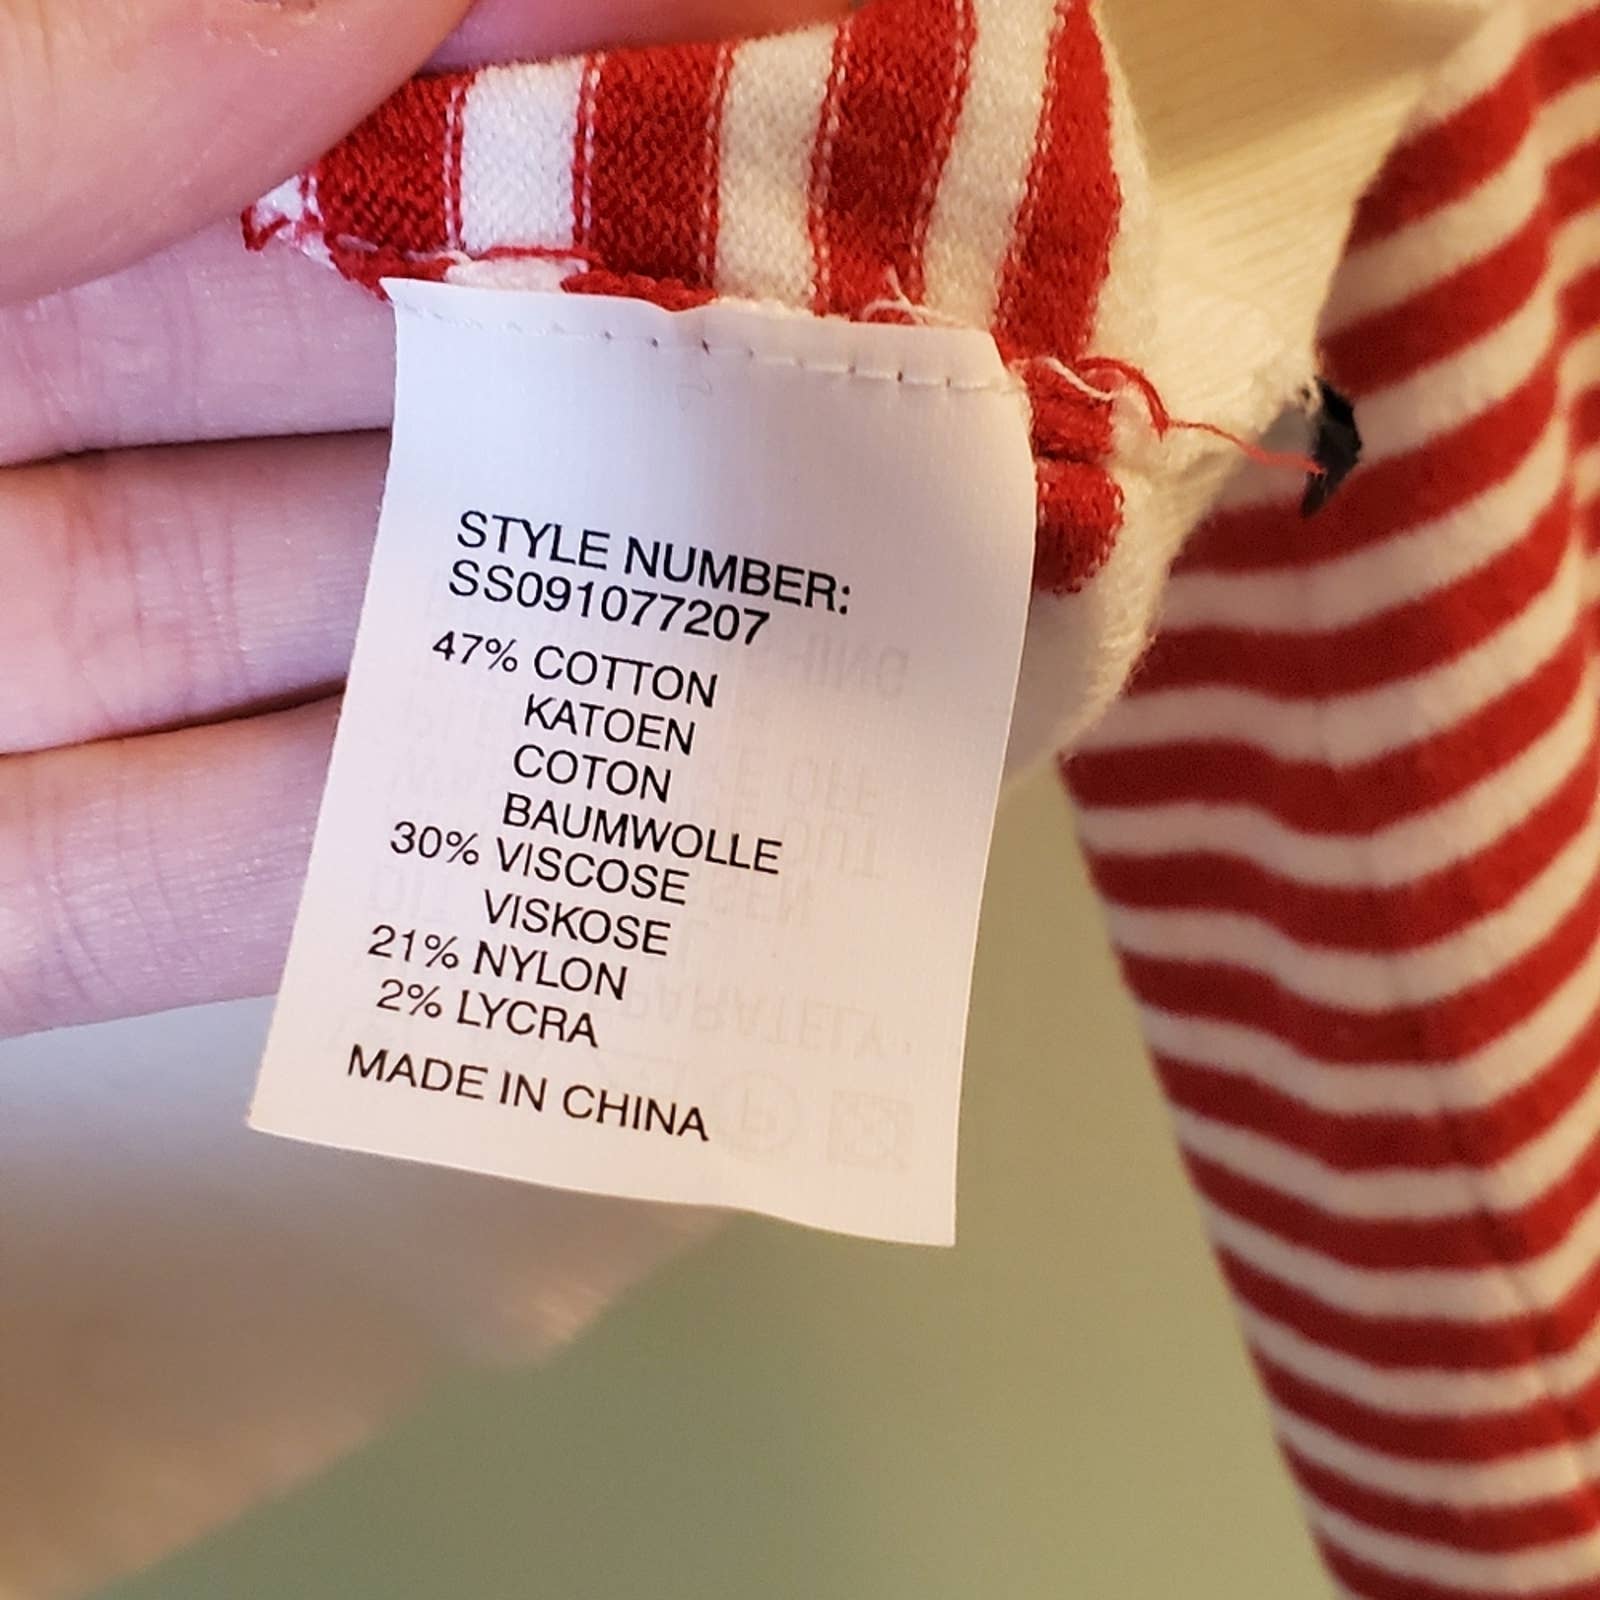 STYLE NUMBER:
SS091077207
47% COTTON
KATOEN
COTON
BAUMWOLLE
30% VISCOSE
VISKOSE
21% NYLON
2% LYCRA
MADE IN CHINA